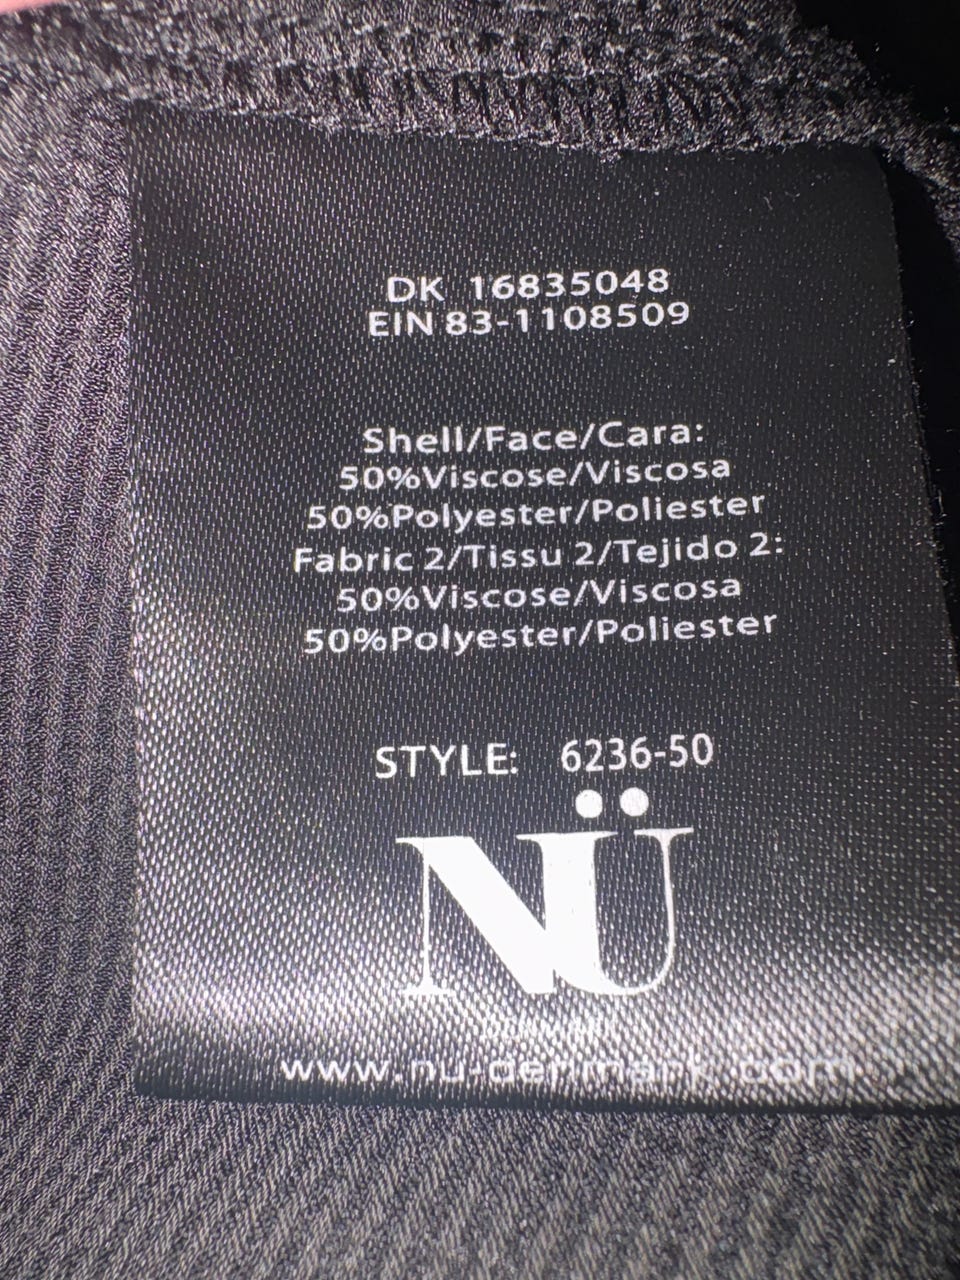 DK 16835048
EIN 83-1108509
Shell/Face/Cara:
50%Viscose/Viscosa
50%Polyester/Poliester
Fabric 2/Tissu 2/Tejido 2:
50%Viscose/Viscosa
50%Polyester/Poliester
STYLE: 6236-50
NÜ
DENMARK
www.nu-denmark.com